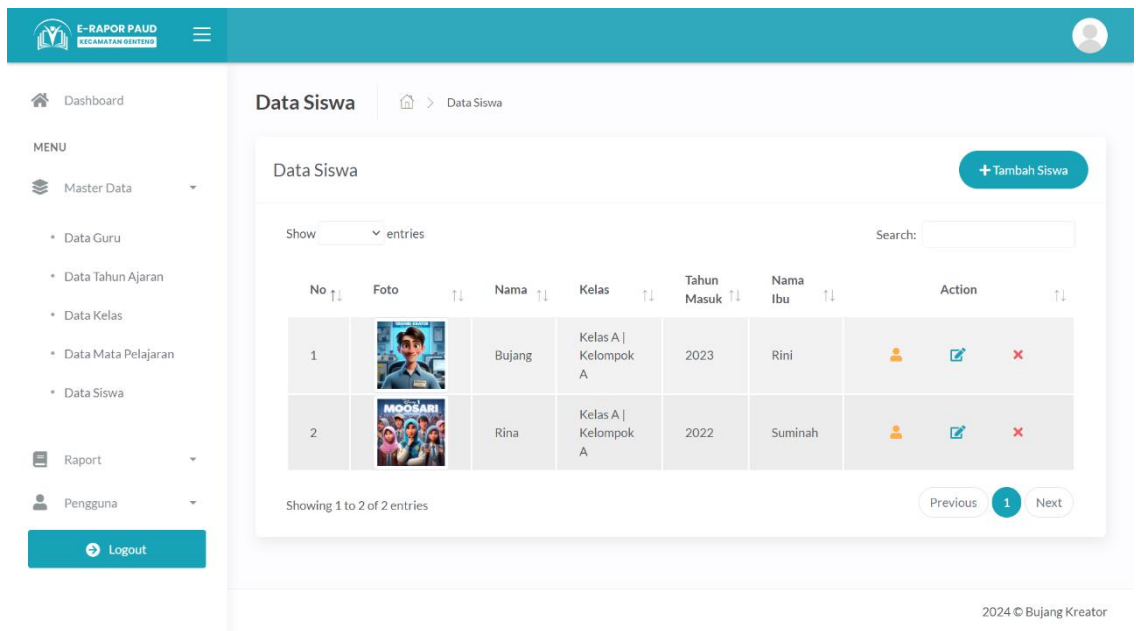 E-RAPOR PAUD
KECAMATAN GENTENG
Dashboard
MENU
Master Data
Data Guru
Data Tahun Ajaran
Data Kelas
Data Mata Pelajaran
Data Siswa
Raport
Pengguna
Logout
Data Siswa > Data Siswa
Data Siswa
+ Tambah Siswa
Show entries
Search:
No Foto Nama Kelas Tahun Masuk Nama Ibu Action
1 Bujang Kelas A | Kelompok A 2023 Rini
MOOSARI
2 Rina Kelas A | Kelompok A 2022 Suminah
Showing 1 to 2 of 2 entries
Previous 1 Next
2024 © Bujang Kreator